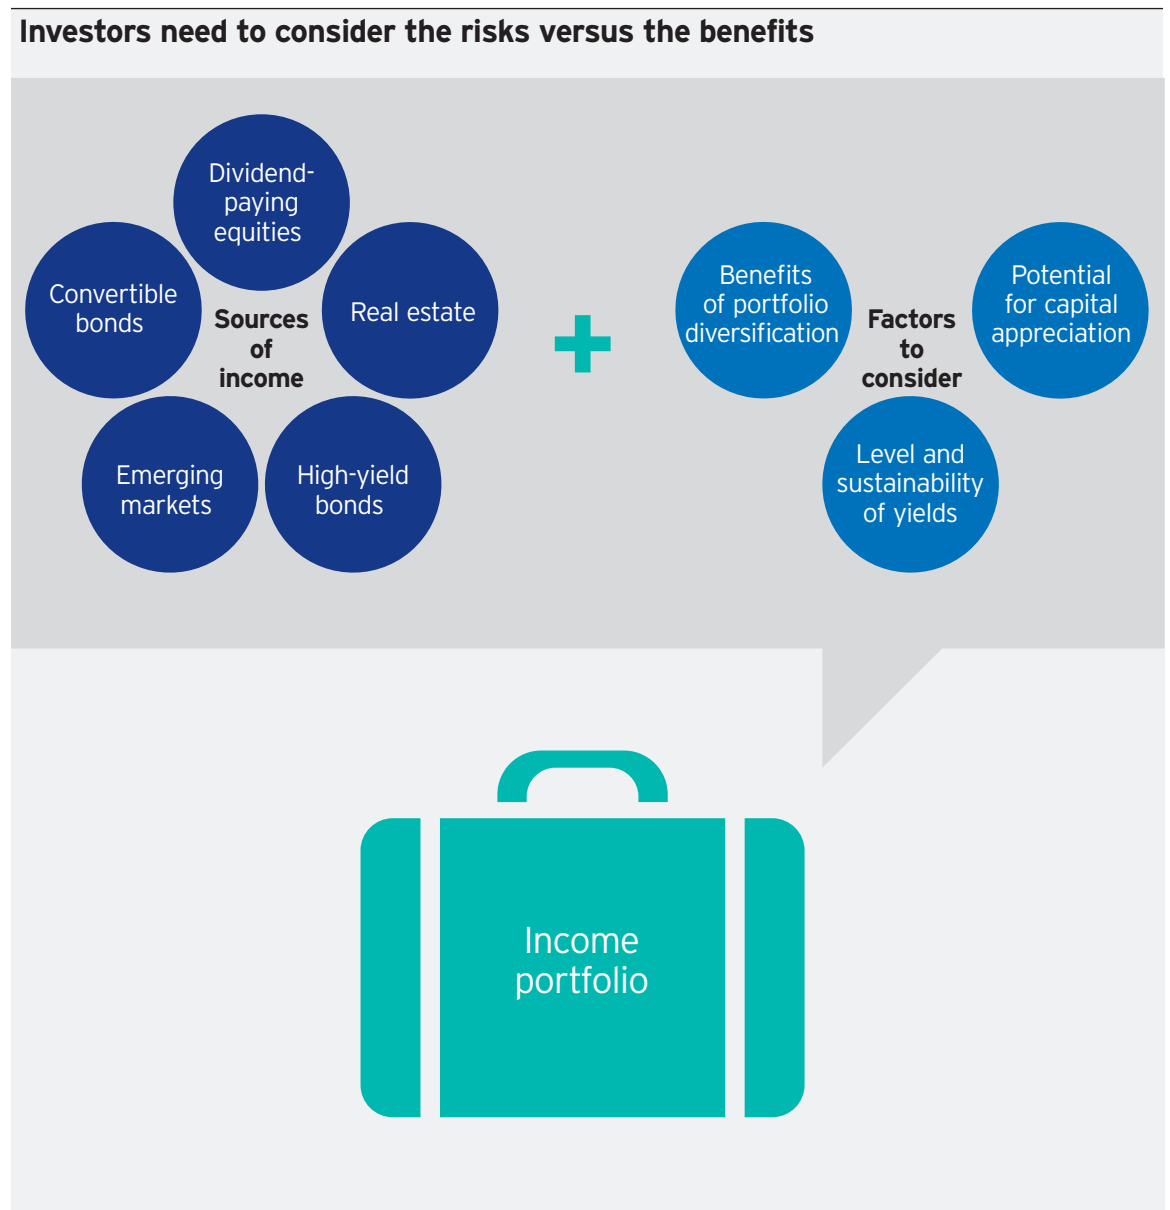 Investors need to consider the risks versus the benefits
Dividend-
paying
equities
Convertible
bonds
Sources
of
income
Real estate
Emerging
markets
High-yield
bonds
Benefits
of portfolio
diversification
Factors
to
consider
Potential
for capital
appreciation
Level and
sustainability
of yields
Income
portfolio